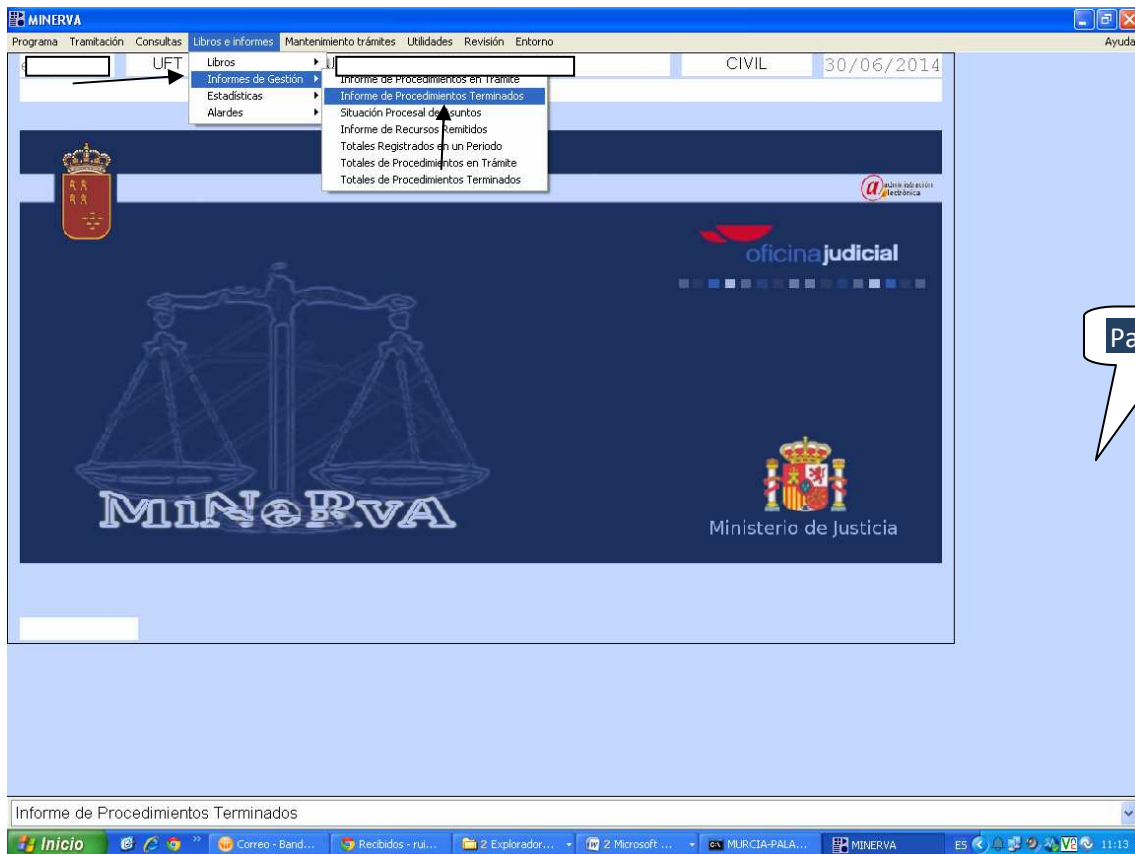 MINERVA
Programa Tramitación Consultas Libros e informes Mantenimiento trámites Utilidades Revisión Entorno Ayuda
UFT CIVIL 30/06/2014
Libros
Informes de Gestión
Estadísticas
Alardes
Informe de Procedimientos en Trámite
Informe de Procedimientos Terminados
Situación Procesal de Asuntos
Informe de Recursos Remitidos
Totales Registrados en un Periodo
Totales de Procedimientos en Trámite
Totales de Procedimientos Terminados
administración
electrónica
oficinajudicial
Pa
MiNeRvA
Ministerio de Justicia
Informe de Procedimientos Terminados
Inicio Correo - Band... Recibidos - rui... 2 Explorador... 2 Microsoft ... MURCIA-PALA... MINERVA ES V2 11:13